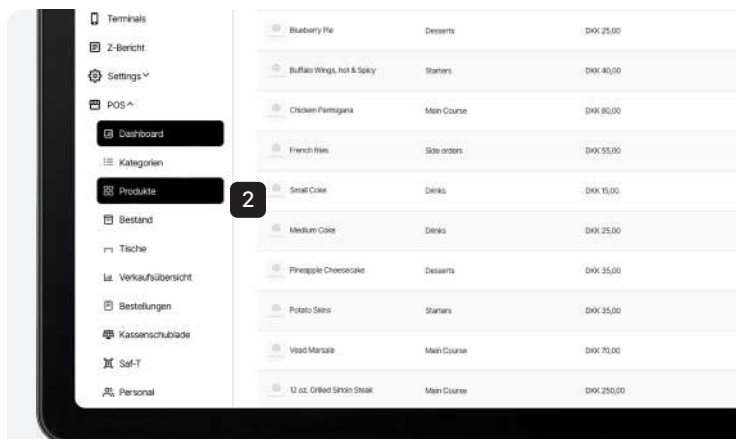 Terminals
Z-Bericht
Settings
POS
Dashboard
Kategorien
Produkte
2
Bestand
Tische
Verkaufsübersicht
Bestellungen
Kassenschublade
Saf-T
Personal
Blueberry Pie Desserts DKK 25,00
Buffalo Wings, hot & Spicy Starters DKK 40,00
Chicken Parmigana Main Course DKK 90,00
French fries Side orders DKK 55,00
Small Coke Drinks DKK 15,00
Medium Coke Drinks DKK 25,00
Pineapple Cheesecake Desserts DKK 35,00
Potato Skins Starters DKK 35,00
Veal Marsala Main Course DKK 70,00
12 oz. Grilled Sirloin Steak Main Course DKK 250,00